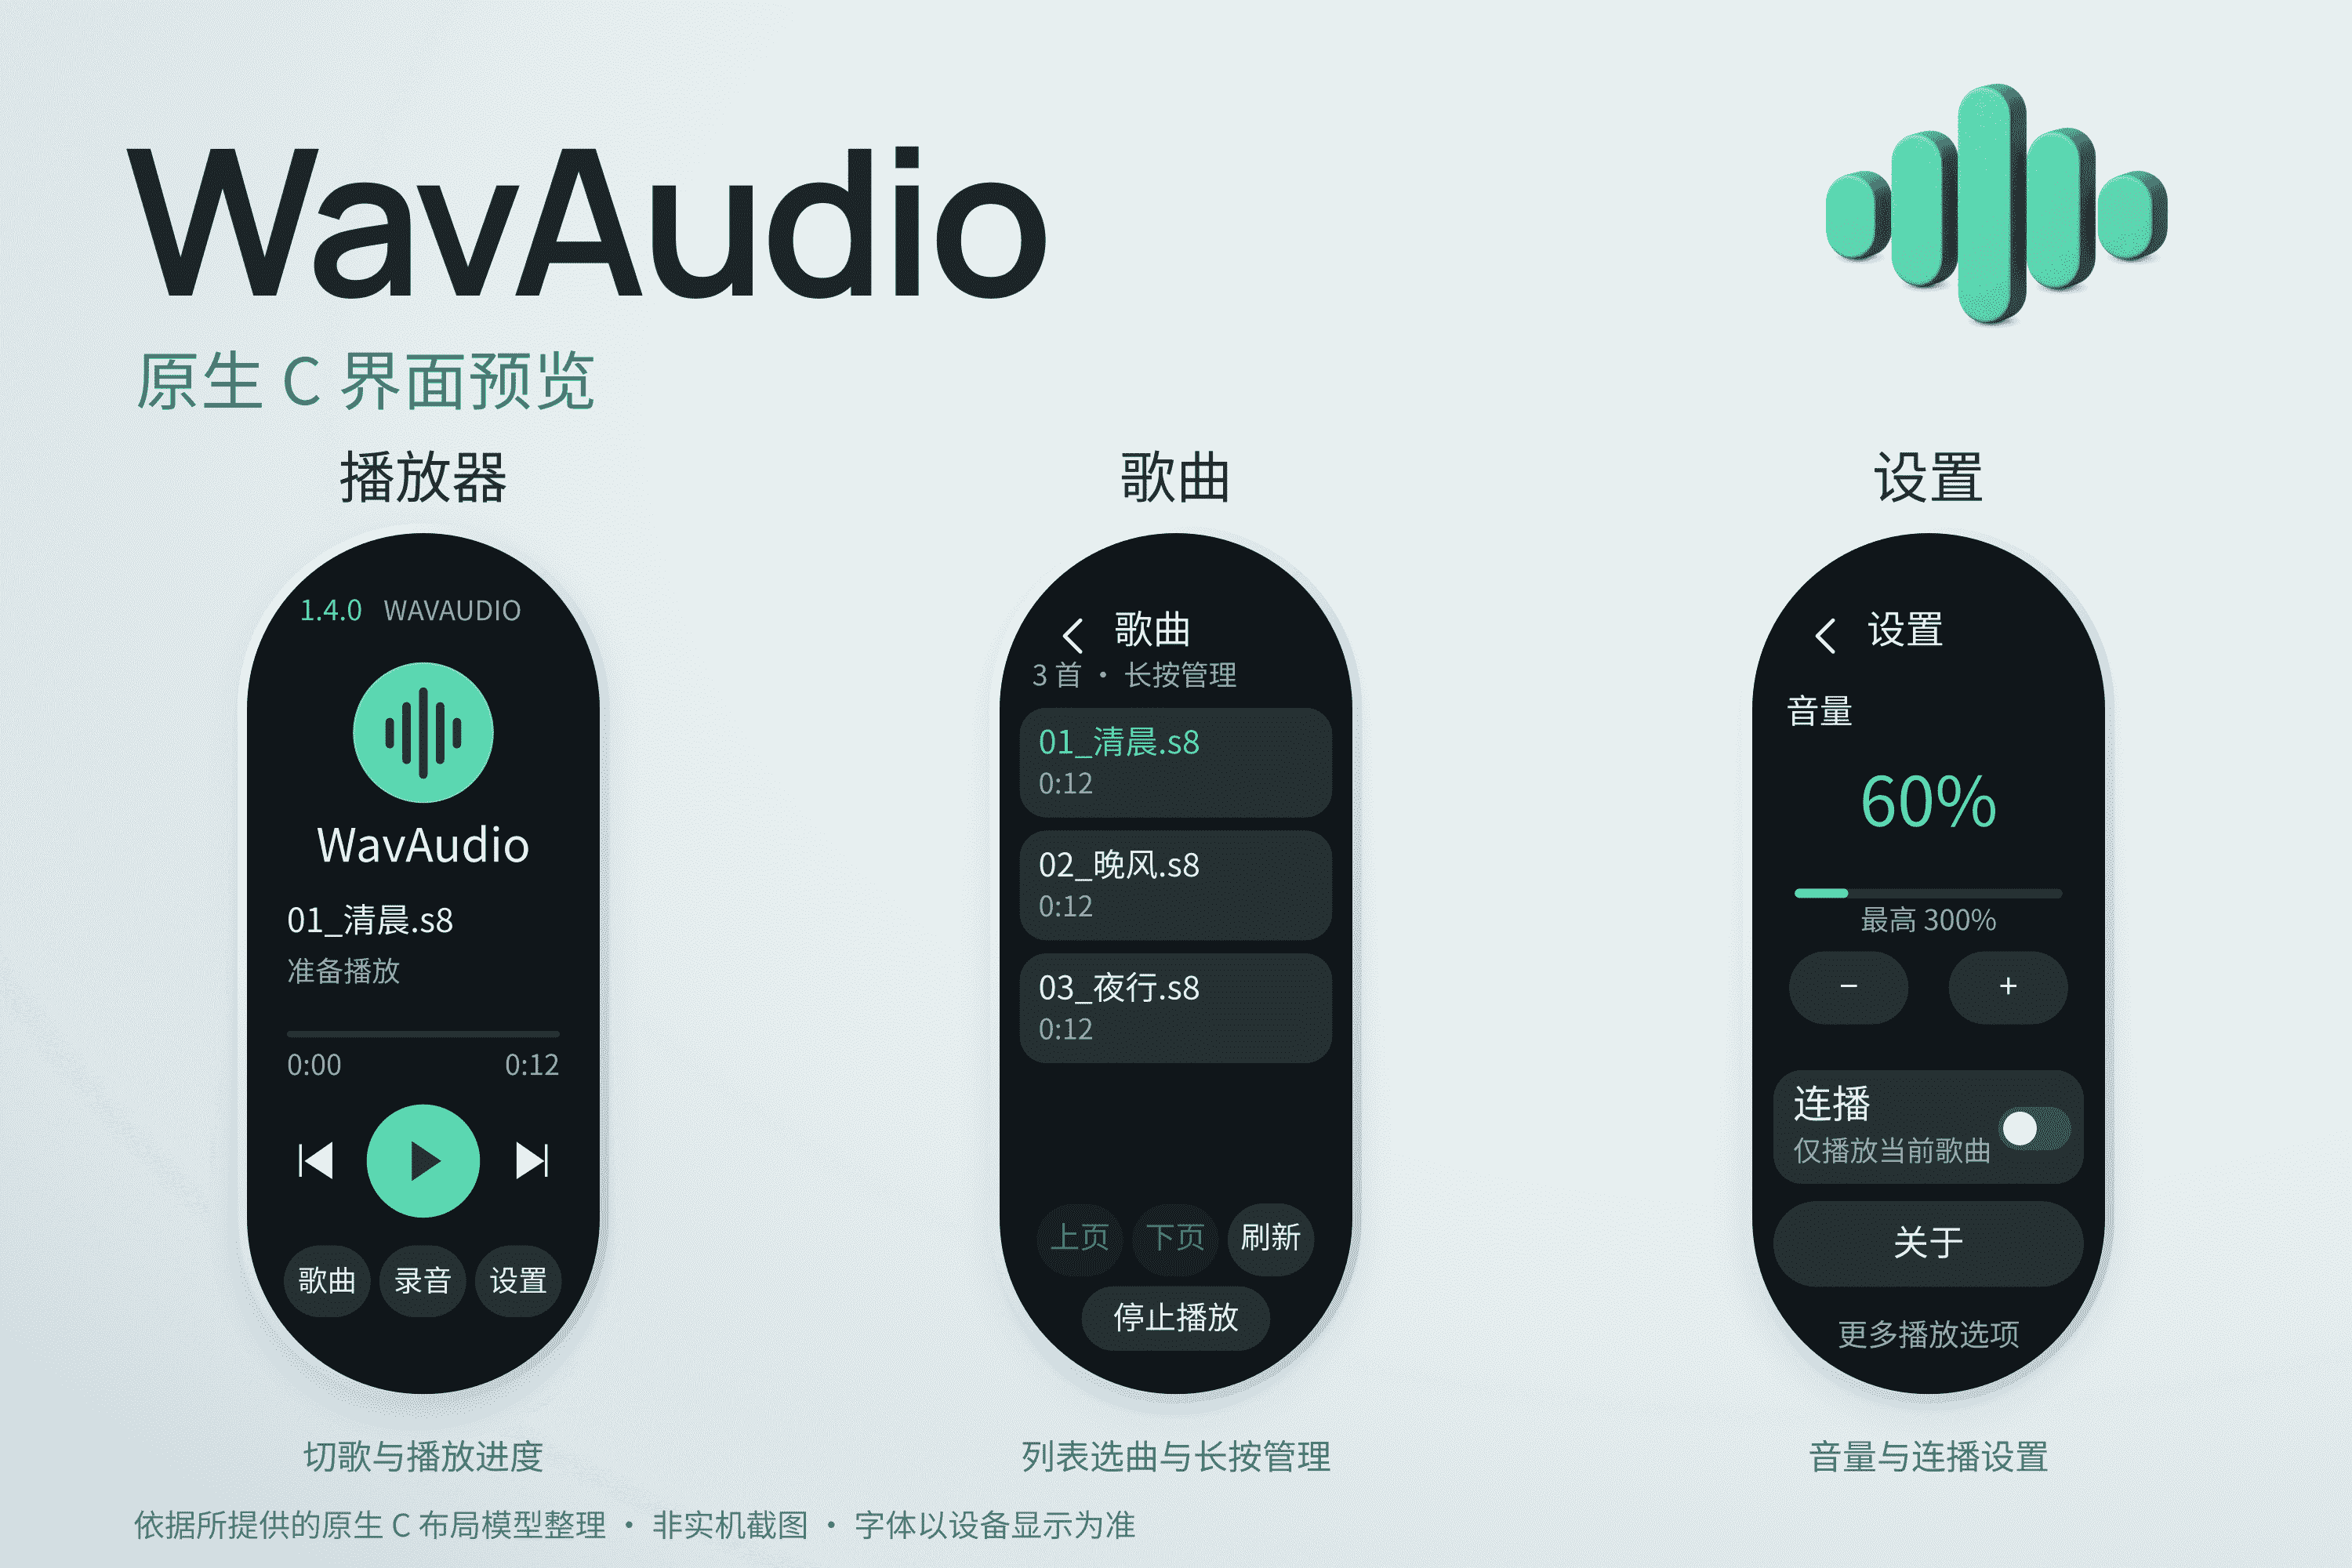 WavAudio
原生 C 界面预览
播放器
1.4.0 WAVAUDIO
WavAudio
01_清晨.s8
准备播放
0:00 0:12
歌曲 录音 设置
切歌与播放进度
歌曲
歌曲
3 首 · 长按管理
01_清晨.s8
0:12
02_晚风.s8
0:12
03_夜行.s8
0:12
上页 下页 刷新
停止播放
列表选曲与长按管理
设置
设置
音量
60%
最高 300%
− +
连播
仅播放当前歌曲
关于
更多播放选项
音量与连播设置
依据所提供的原生 C 布局模型整理 · 非实机截图 · 字体以设备显示为准